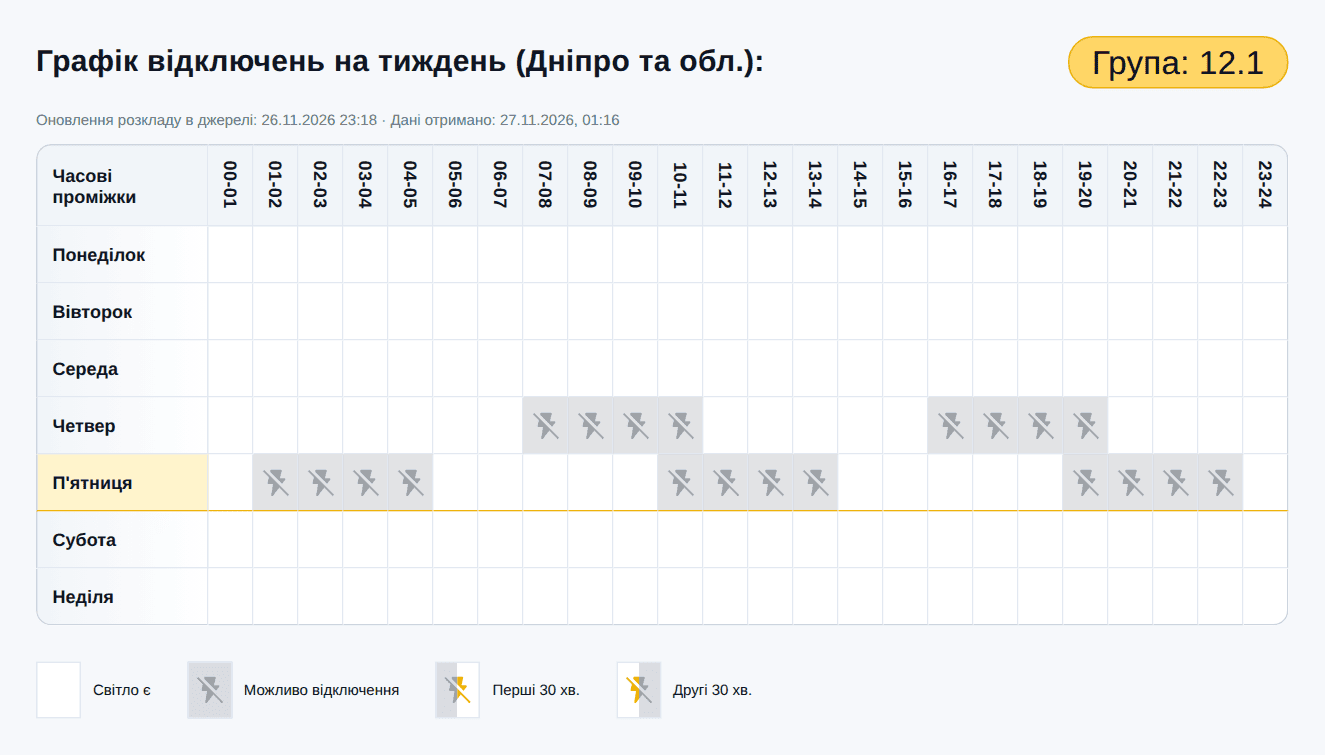 Графік відключень на тиждень (Дніпро та обл.):
Група: 12.1
Оновлення розкладу в джерелі: 26.11.2026 23:18 · Дані отримано: 27.11.2026, 01:16
Часові
проміжки
00-01
01-02
02-03
03-04
04-05
05-06
06-07
07-08
08-09
09-10
10-11
11-12
12-13
13-14
14-15
15-16
16-17
17-18
18-19
19-20
20-21
21-22
22-23
23-24
Понеділок
Вівторок
Середа
Четвер
П'ятниця
Субота
Неділя
Світло є
Можливо відключення
Перші 30 хв.
Другі 30 хв.